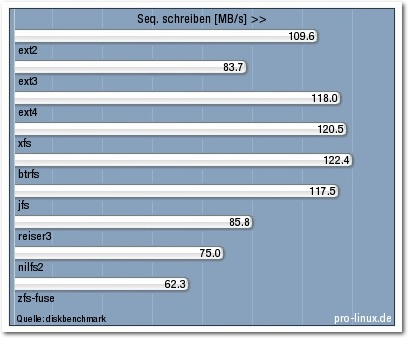 Seq. schreiben [MB/s] >>
109.6
ext2
83.7
ext3
118.0
ext4
120.5
xfs
122.4
btrfs
117.5
jfs
85.8
reiser3
75.0
nilfs2
62.3
zfs-fuse
Quelle: diskbenchmark
pro-linux.de